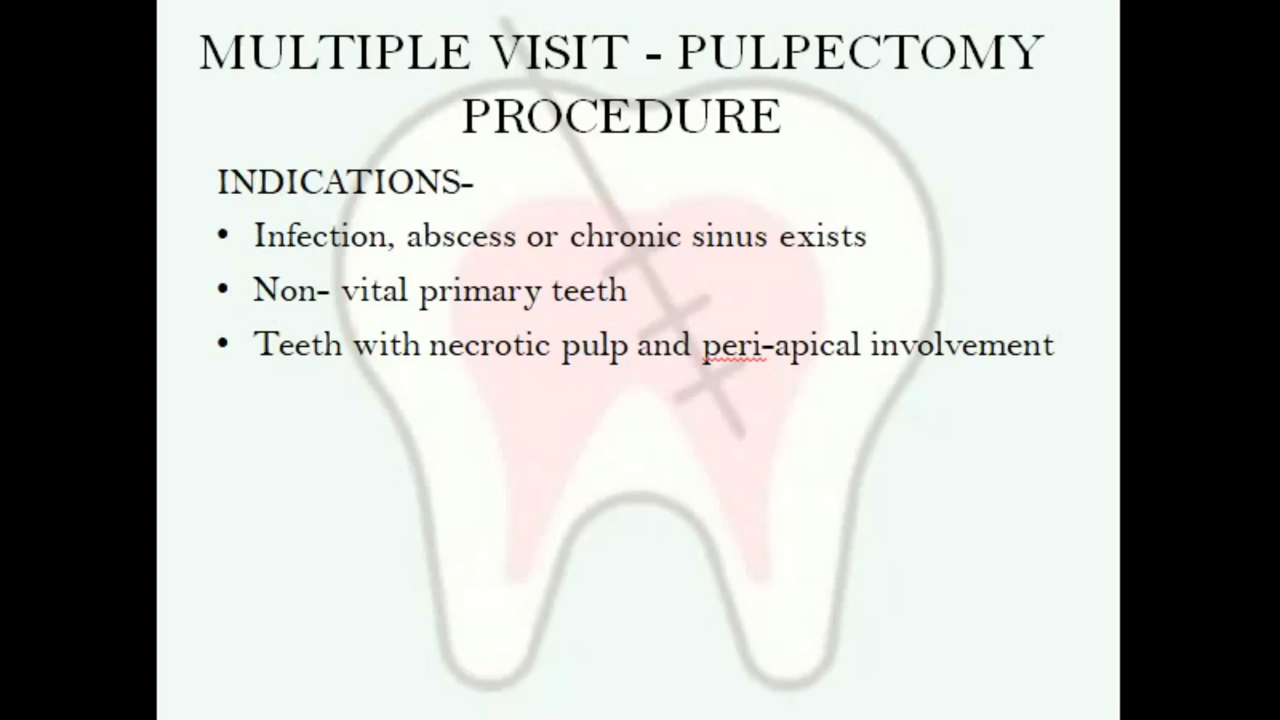 MULTIPLE VISIT - PULPECTOMY
PROCEDURE
INDICATIONS-
• Infection, abscess or chronic sinus exists
• Non- vital primary teeth
• Teeth with necrotic pulp and peri-apical involvement